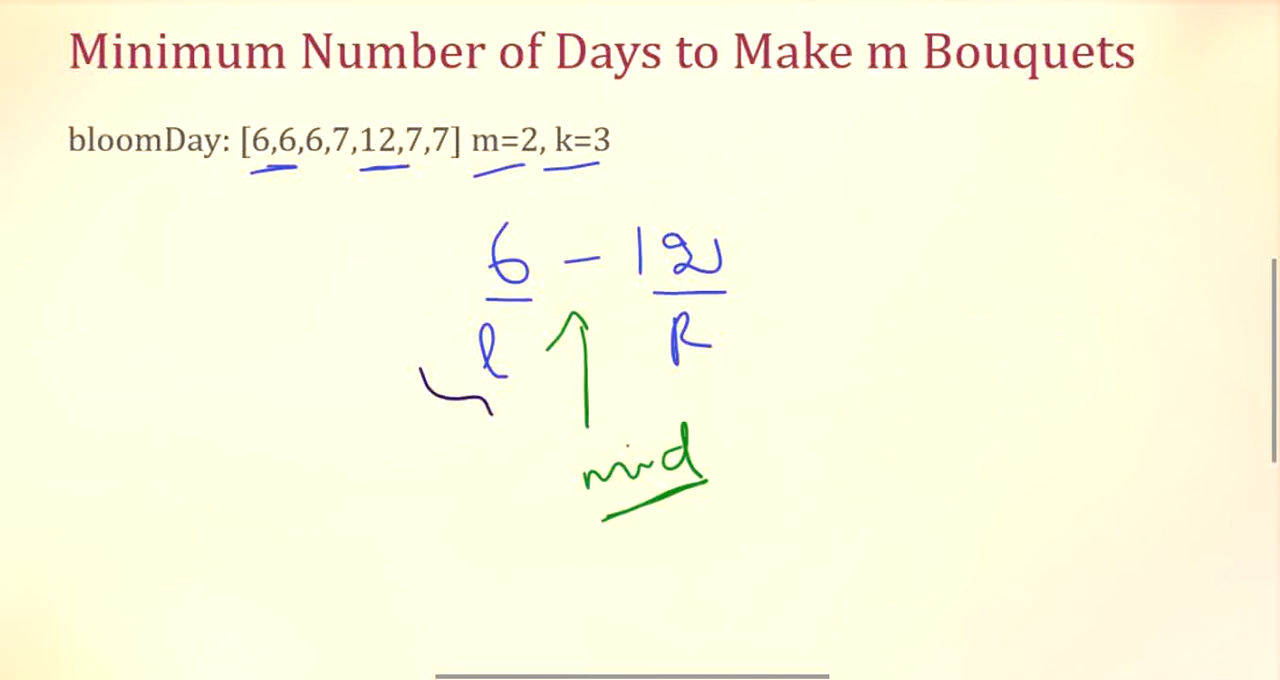 Minimum Number of Days to Make m Bouquets
bloomDay: [6,6,6,7,12,7,7] m=2, k=3
6 - 12
l R
mid